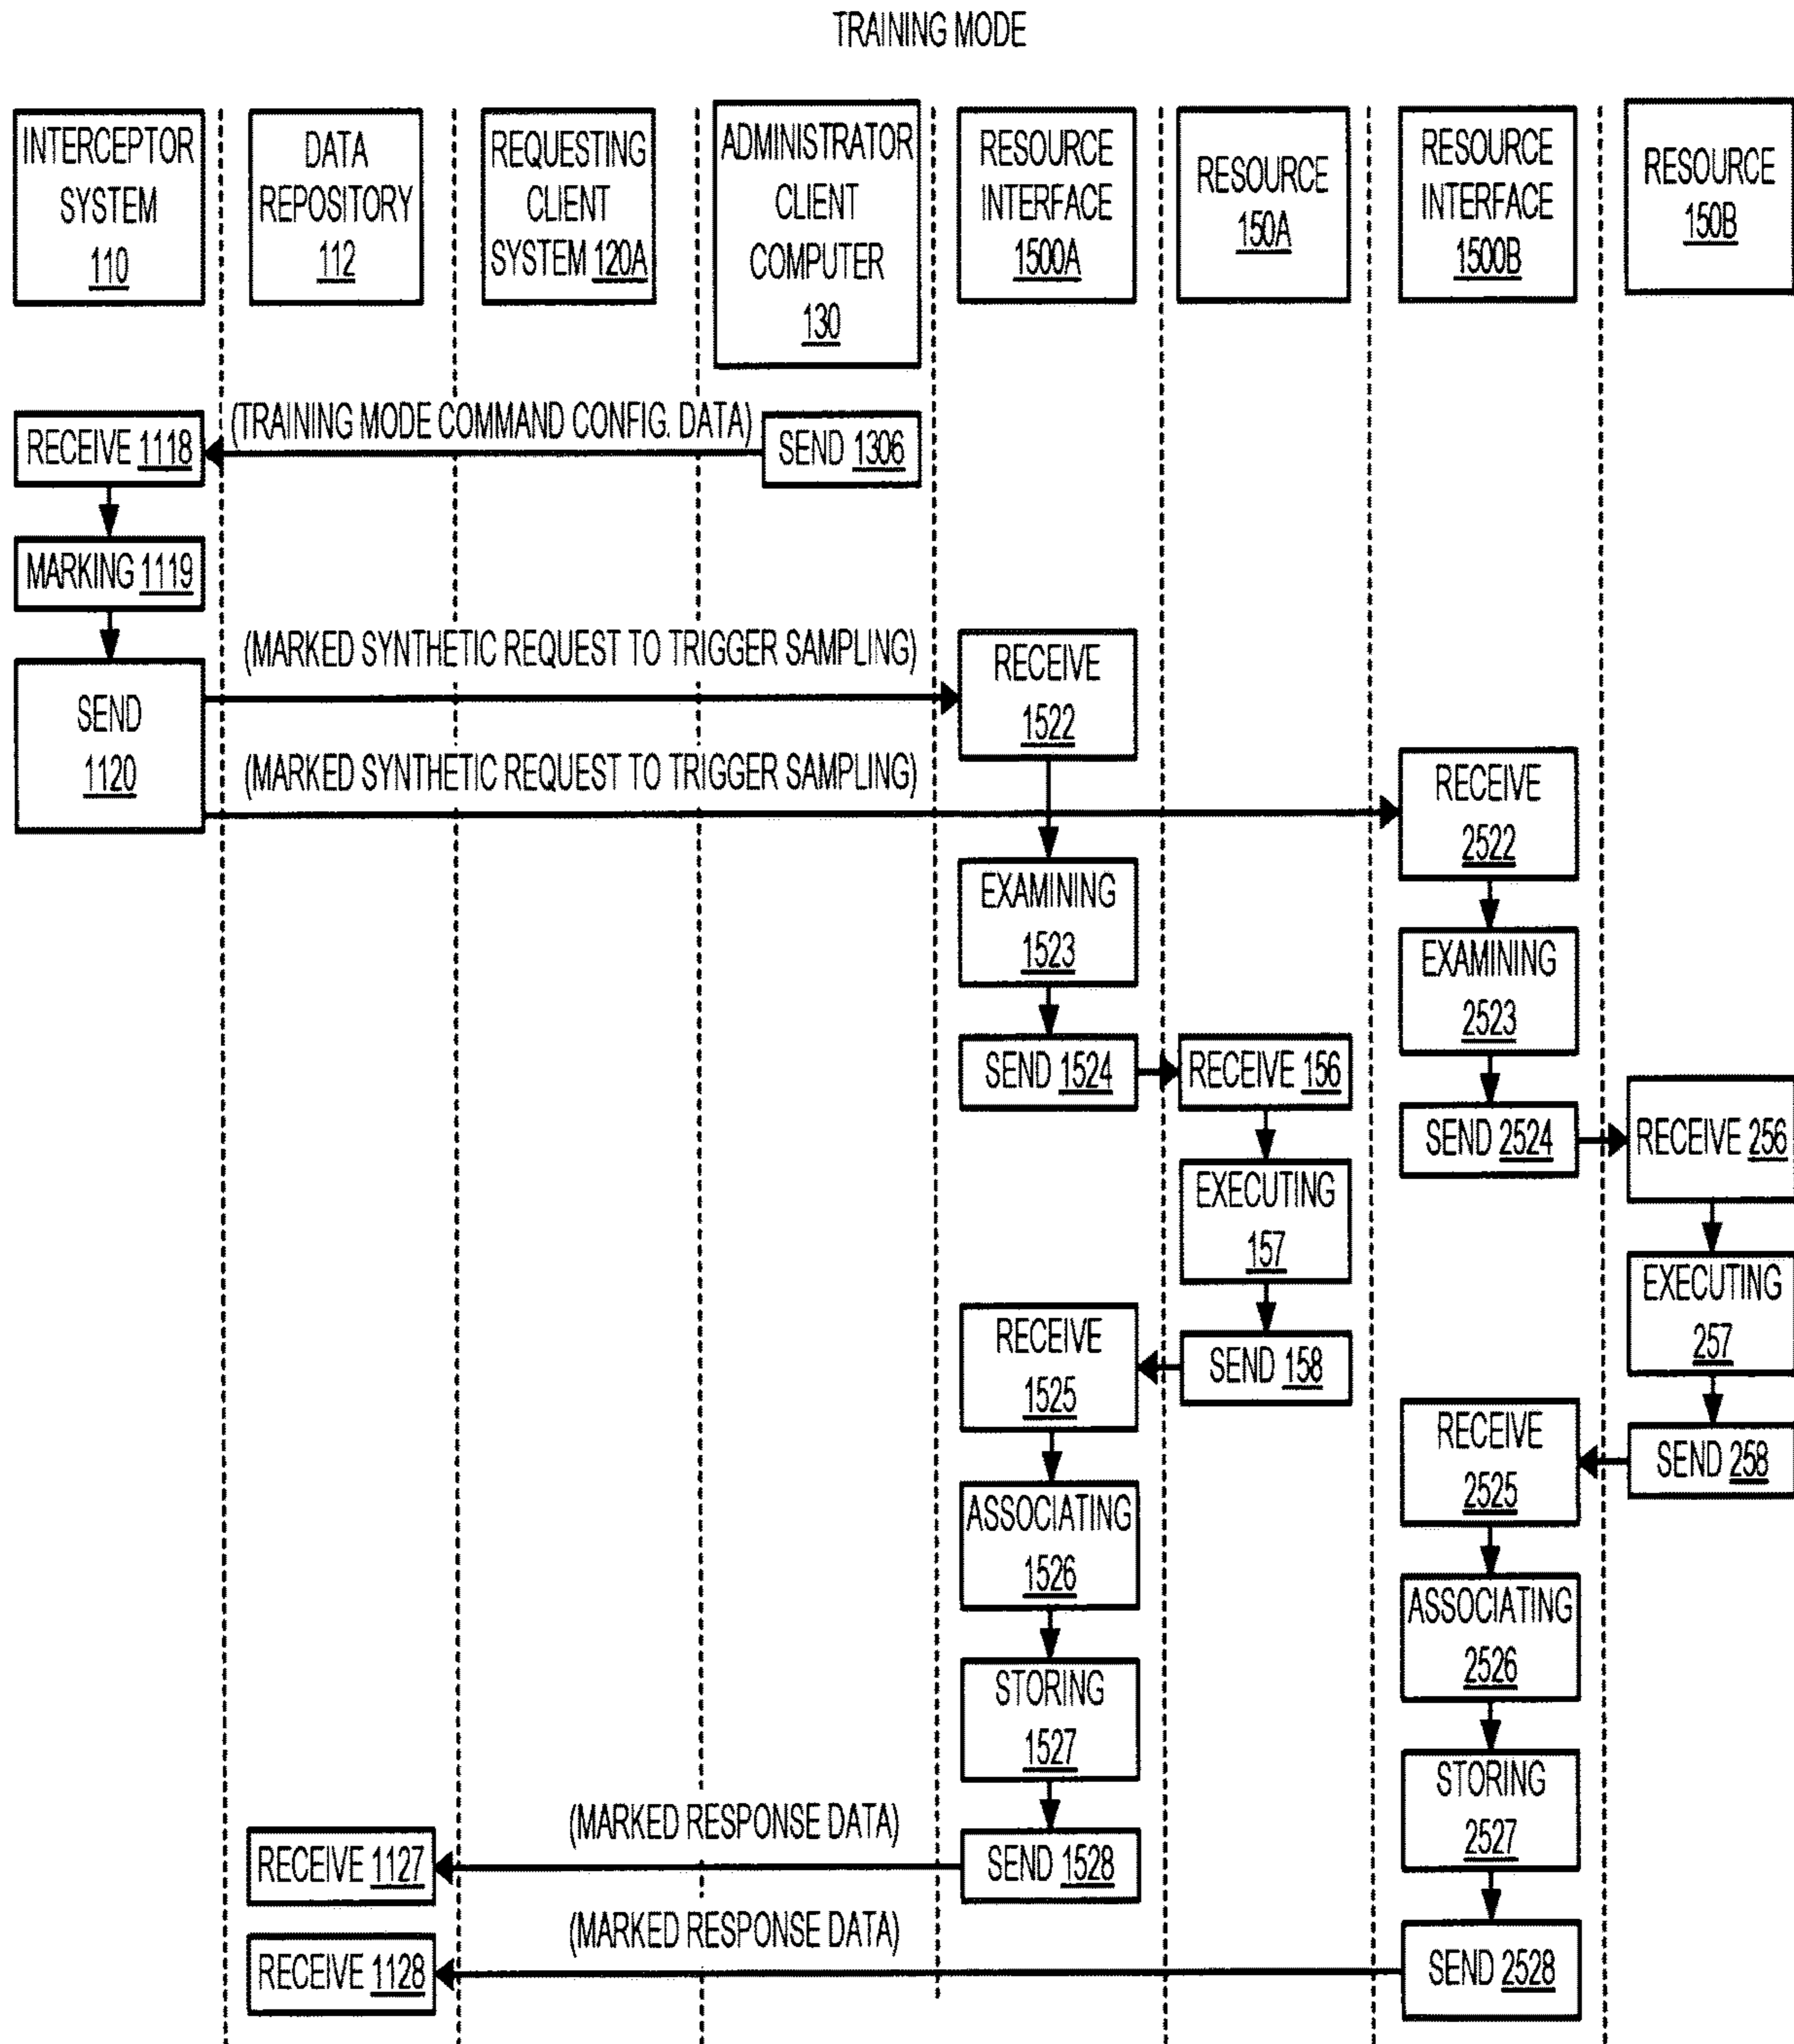 TRAINING MODE
INTERCEPTOR
SYSTEM
110
DATA
REPOSITORY
112
REQUESTING
CLIENT
SYSTEM 120A
ADMINISTRATOR
CLIENT
COMPUTER
130
RESOURCE
INTERFACE
1500A
RESOURCE
150A
RESOURCE
INTERFACE
1500B
RESOURCE
150B
RECEIVE 1118
(TRAINING MODE COMMAND CONFIG. DATA)
SEND 1306
MARKING 1119
SEND
1120
(MARKED SYNTHETIC REQUEST TO TRIGGER SAMPLING)
RECEIVE
1522
(MARKED SYNTHETIC REQUEST TO TRIGGER SAMPLING)
RECEIVE
2522
EXAMINING
1523
EXAMINING
2523
SEND 1524
RECEIVE 156
SEND 2524
RECEIVE 256
EXECUTING
157
EXECUTING
257
RECEIVE
1525
SEND 158
RECEIVE
2525
SEND 258
ASSOCIATING
1526
ASSOCIATING
2526
STORING
1527
STORING
2527
(MARKED RESPONSE DATA)
RECEIVE 1127
SEND 1528
(MARKED RESPONSE DATA)
RECEIVE 1128
SEND 2528